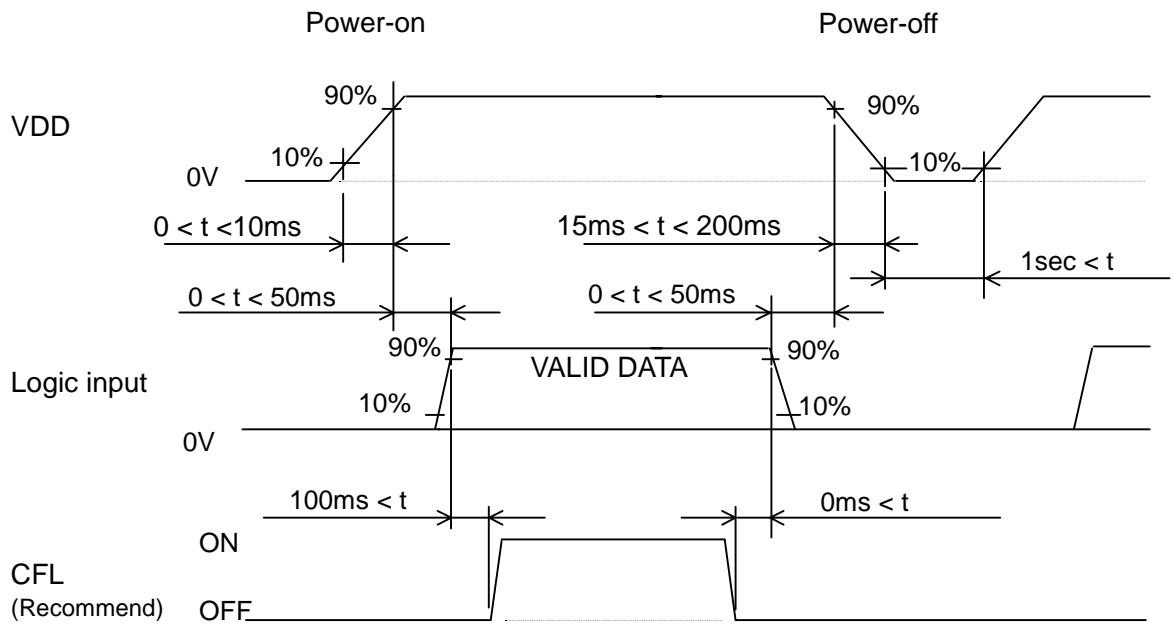 Power-on
Power-off
90%
90%
VDD
10%
10%
0V
0 < t <10ms
15ms < t < 200ms
1sec < t
0 < t < 50ms
0 < t < 50ms
90%
VALID DATA
90%
Logic input
10%
10%
0V
100ms < t
0ms < t
ON
CFL
(Recommend)
OFF